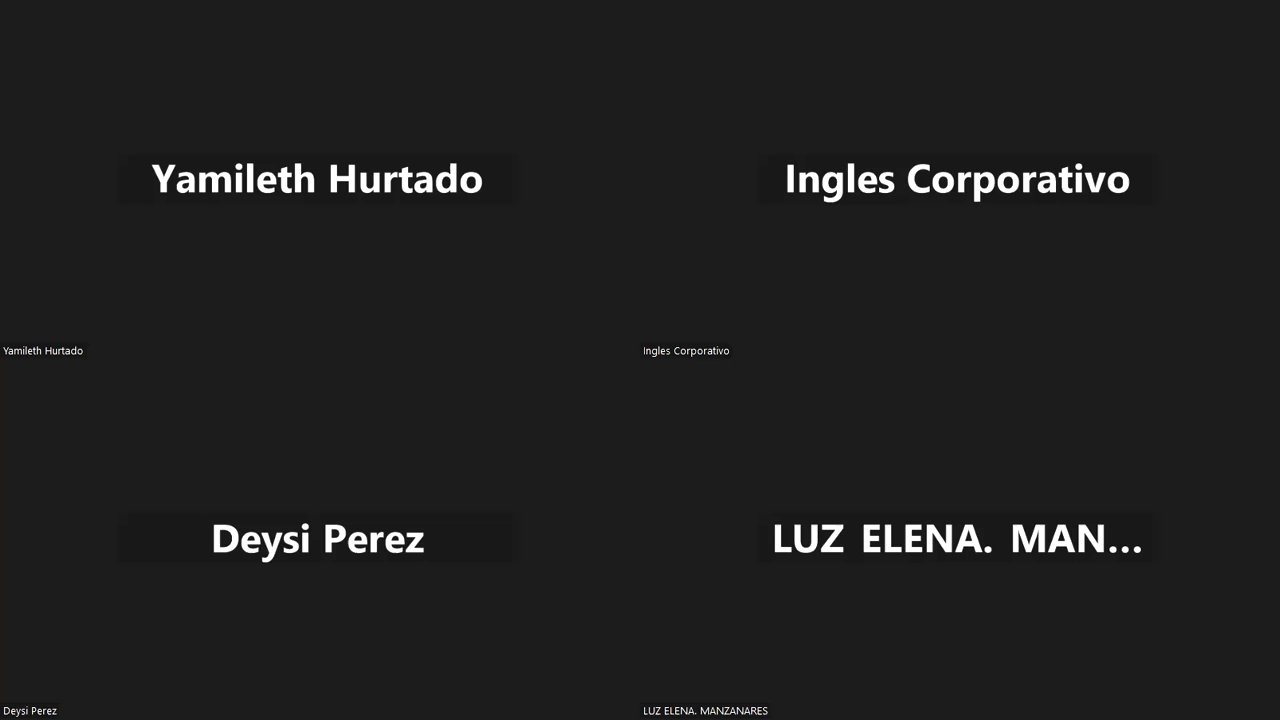 Yamileth Hurtado
Ingles Corporativo
Yamileth Hurtado
Ingles Corporativo
Deysi Perez
LUZ ELENA. MAN...
Deysi Perez
LUZ ELENA. MANZANARES